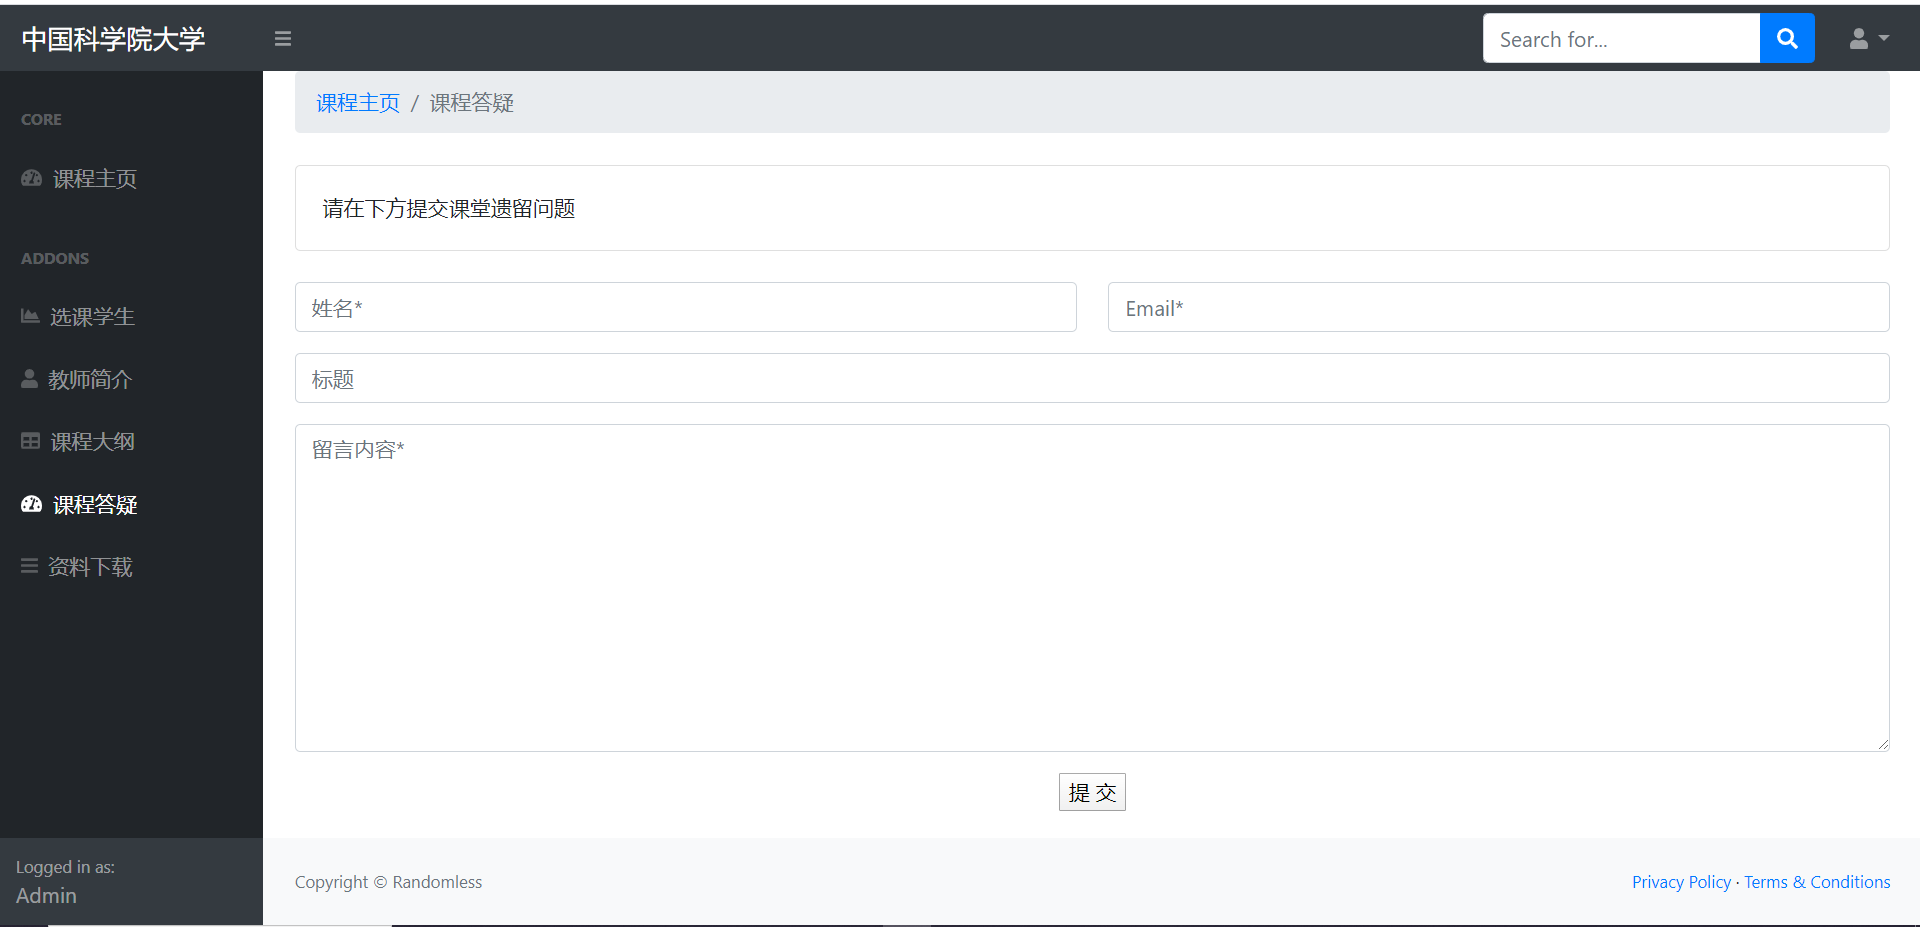 中国科学院大学
Search for...
CORE
课程主页
ADDONS
选课学生
教师简介
课程大纲
课程答疑
资料下载
Logged in as:
Admin
课程主页 / 课程答疑
请在下方提交课堂遗留问题
姓名*
Email*
标题
留言内容*
提 交
Copyright © Randomless
Privacy Policy · Terms & Conditions